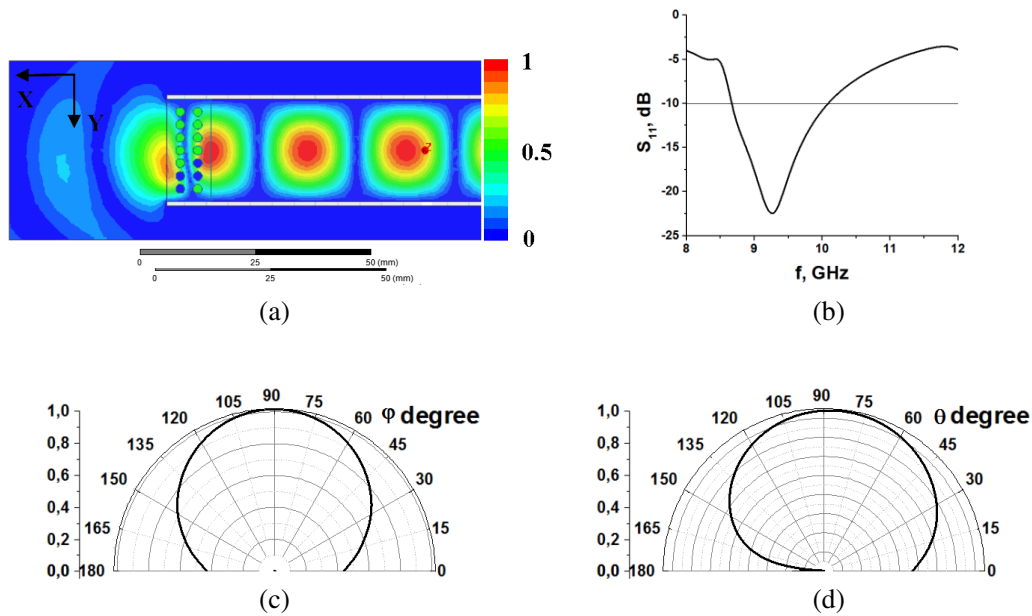 X
Y
Z
1
0.5
0
0 25 50 (mm)
0 25 50 (mm)
(a)
0
-5
-10
-15
-20
-25
S11, dB
8 9 10 11 12
f, GHz
(b)
1,0
0,8
0,6
0,4
0,2
0,0
180 165 150 135 120 105 90 75 60 45 30 15 0
φ degree
(c)
1,0
0,8
0,6
0,4
0,2
0,0
180 165 150 135 120 105 90 75 60 45 30 15 0
θ degree
(d)